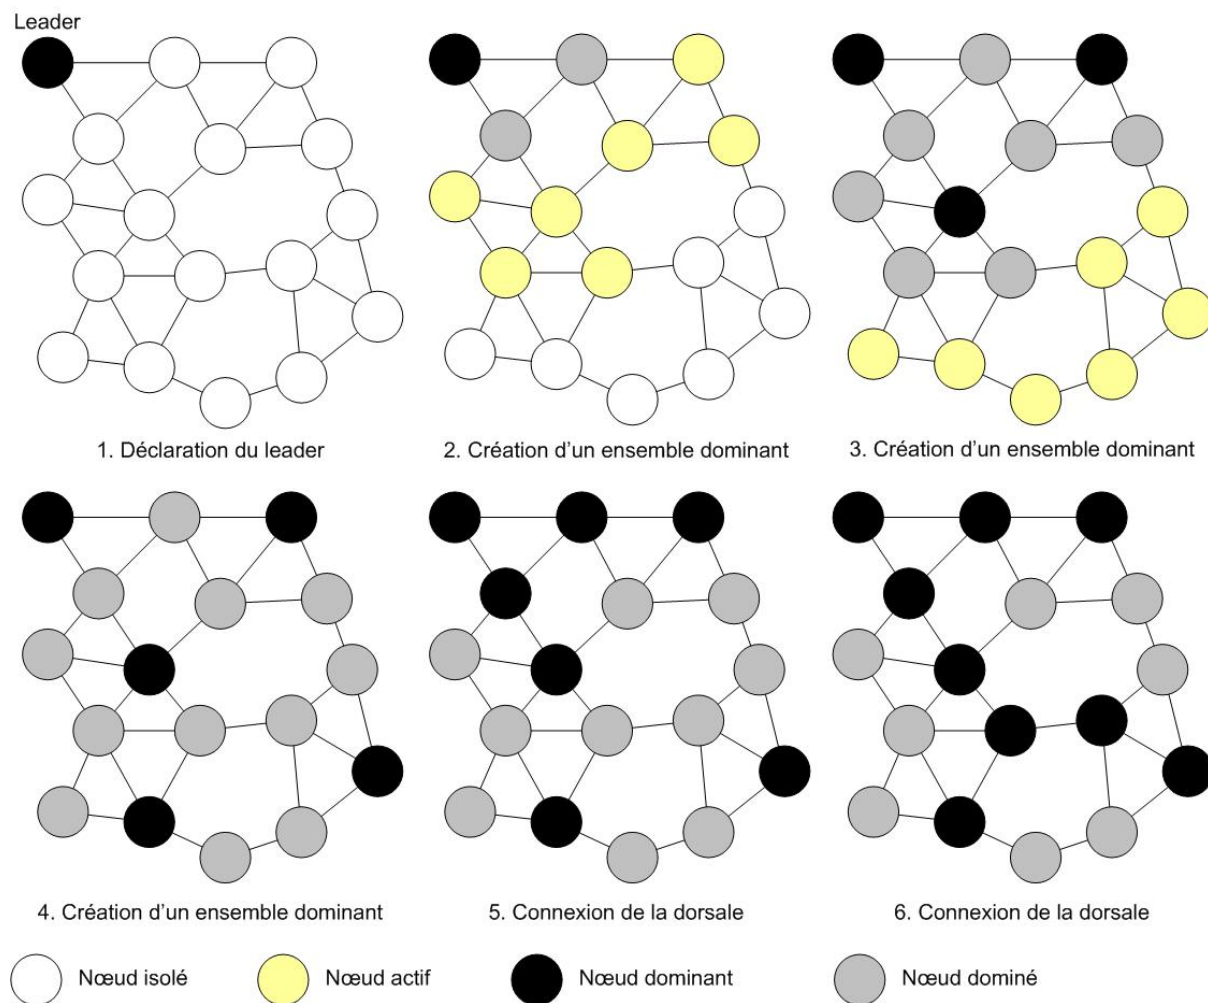 Leader
1. Déclaration du leader
2. Création d'un ensemble dominant
3. Création d'un ensemble dominant
4. Création d'un ensemble dominant
5. Connexion de la dorsale
6. Connexion de la dorsale
Nœud isolé
Nœud actif
Nœud dominant
Nœud dominé